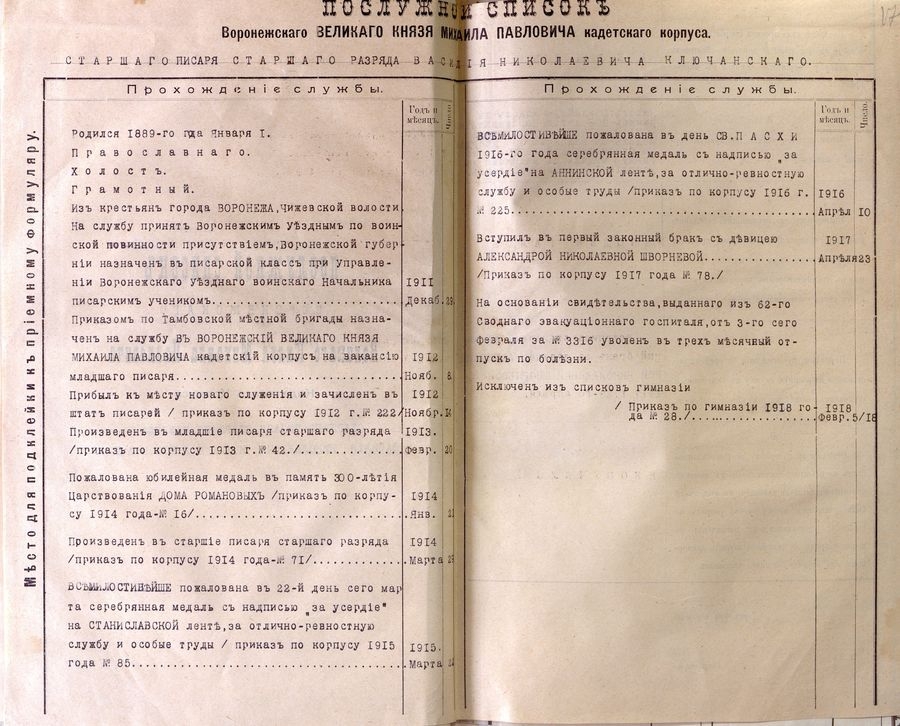 ПОСЛУЖНОЙ СПИСОКЪ
Воронежскаго ВЕЛИКАГО КНЯЗЯ МИХАИЛА ПАВЛОВИЧА кадетскаго корпуса.
СТАРШАГО ПИСАРЯ СТАРШАГО РАЗРЯДА ВАСИЛІЯ НИКОЛАЕВИЧА КЛЮЧАНСКАГО.
Мѣсто для подклейки къ пріемному формуляру.
Прохожденіе службы.
Годъ и мѣсяцъ.
Число.
Родился 1889-го года Января I.
Православнаго.
Холостъ.
Грамотный.
Изъ крестьянъ города ВОРОНЕЖА, Чижевской волости.
На службу принятъ Воронежскимъ Уѣзднымъ по воин-
ской повинности присутствіемъ, Воронежской губер-
ніи назначенъ въ писарской классъ при Управле-
ніи Воронежскаго Уѣзднаго воинскаго Начальника 1911
писарскимъ ученикомъ. Декаб. 29
Приказомъ по Тамбовской мѣстной бригады назна-
ченъ на службу ВЪ ВОРОНЕЖСКІЙ ВЕЛИКАГО КНЯЗЯ
МИХАИЛА ПАВЛОВИЧА кадетскій корпусъ на вакансію 1912
младшаго писаря Нояб. 8
Прибылъ къ мѣсту новаго служенія и зачисленъ въ 1912
штатъ писарей / приказъ по корпусу 1912 г. № 222/ Ноябр. 14
Произведенъ въ младшіе писаря старшаго разряда 1913.
/приказъ по корпусу 1913 г. № 42./ Февр. 20
Пожалована юбилейная медаль въ память 300-лѣтія
Царствованія ДОМА РОМАНОВЫХЪ /приказъ по корпу- 1914
су 1914 года-№ 16/ Янв. 21
Произведенъ въ старшіе писаря старшаго разряда 1914
/приказъ по корпусу 1914 года-№ 71/ Марта
ВСЕМИЛОСТИВѢЙШЕ пожалована въ 22-й день сего мар
та серебрянная медаль съ надписью „за усердіе"
на СТАНИСЛАВСКОЙ лентѣ, за отлично-ревностную
службу и особые труды / приказъ по корпусу 1915 1915.
года № 85. Марта
Прохожденіе службы.
Годъ и мѣсяцъ.
Число.
ВСЕМИЛОСТИВѢЙШЕ пожалована въ день СВ. ПАСХИ
1916-го года серебрянная медаль съ надписью „за
усердіе" на АННИНСКОЙ лентѣ, за отлично-ревностную
службу и особые труды /приказъ по корпусу 1916 г. 1916
№ 225. Апрѣл 10
Вступилъ въ первый законный бракъ съ дѣвицею 1917
АЛЕКСАНДРОЙ НИКОЛАЕВНОЙ ШВОРНЕВОЙ. Апрѣля 23
/Приказъ по корпусу 1917 года № 78./
На основаніи свидѣтельства, выданнаго изъ 62-го
Своднаго эвакуаціоннаго госпиталя, отъ 3-го сего
февраля за № 3316 уволенъ въ трехъ мѣсячный от-
пускъ по болѣзни.
Исключенъ изъ списковъ гимназіи
/ Приказъ по гимназіи 1918 го- 1918
да № 28./ Февр. 5/18